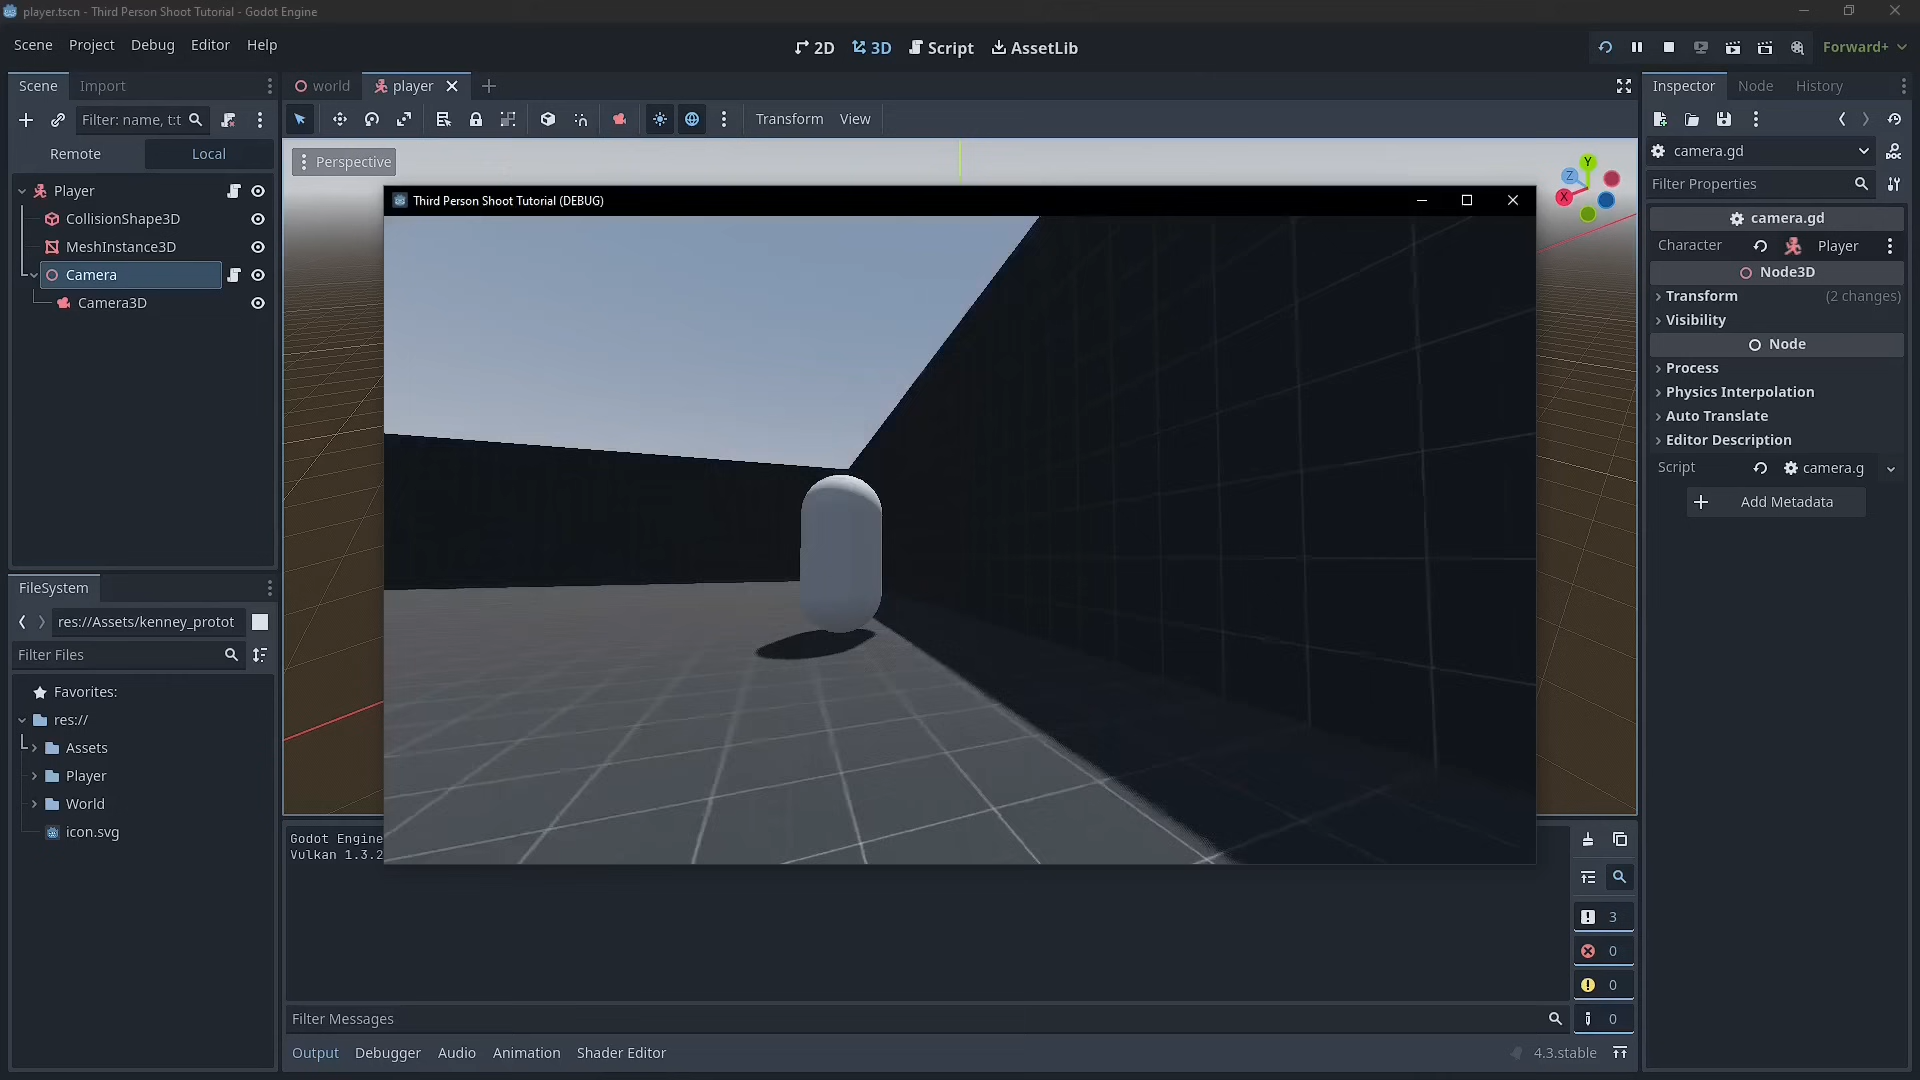 player.tscn - Third Person Shoot Tutorial - Godot Engine
Scene Project Debug Editor Help
2D 3D Script AssetLib
Forward+
Scene Import
world player
Inspector Node History
Filter: name, t:t
Transform View
Remote Local
camera.gd
Perspective
Filter Properties
Player
CollisionShape3D
MeshInstance3D
Camera
Camera3D
Third Person Shoot Tutorial (DEBUG)
Y
Z
X
camera.gd
Character Player
Node3D
Transform (2 changes)
Visibility
Node
Process
Physics Interpolation
Auto Translate
Editor Description
Script camera.g
Add Metadata
FileSystem
res://Assets/kenney_protot
Filter Files
Favorites:
res://
Assets
Player
World
icon.svg
Godot Engine
Vulkan 1.3.2
3
0
0
0
Filter Messages
Output Debugger Audio Animation Shader Editor
4.3.stable